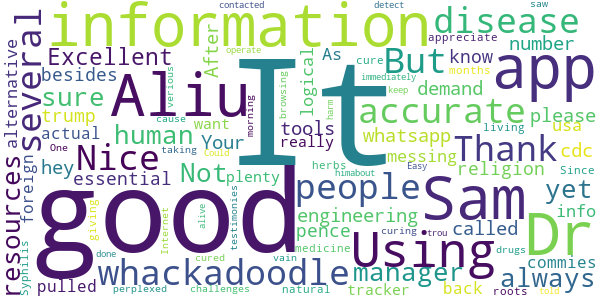 contacted detect saw
information disease
Excellent After appreciate
besides But know number
alternative several Aliu It logical cure immediately months app
operate verious browsing keep
sure morning harm accurate demand please
trump cause want tools whatsapp living usa
actual human really messing cdc
One Nice Your Thank
hey taking Could Not plenty herbs religion yet
essential people Easy Since
resources foreign good Sam Dr
giving engineering himabout info
alive testimonies pence Using called
Syphilis Internet medicine curing trou drugs commies
pulled whackadoodle manager always
done cured vain tracker back
perplexed challenges natural roots told